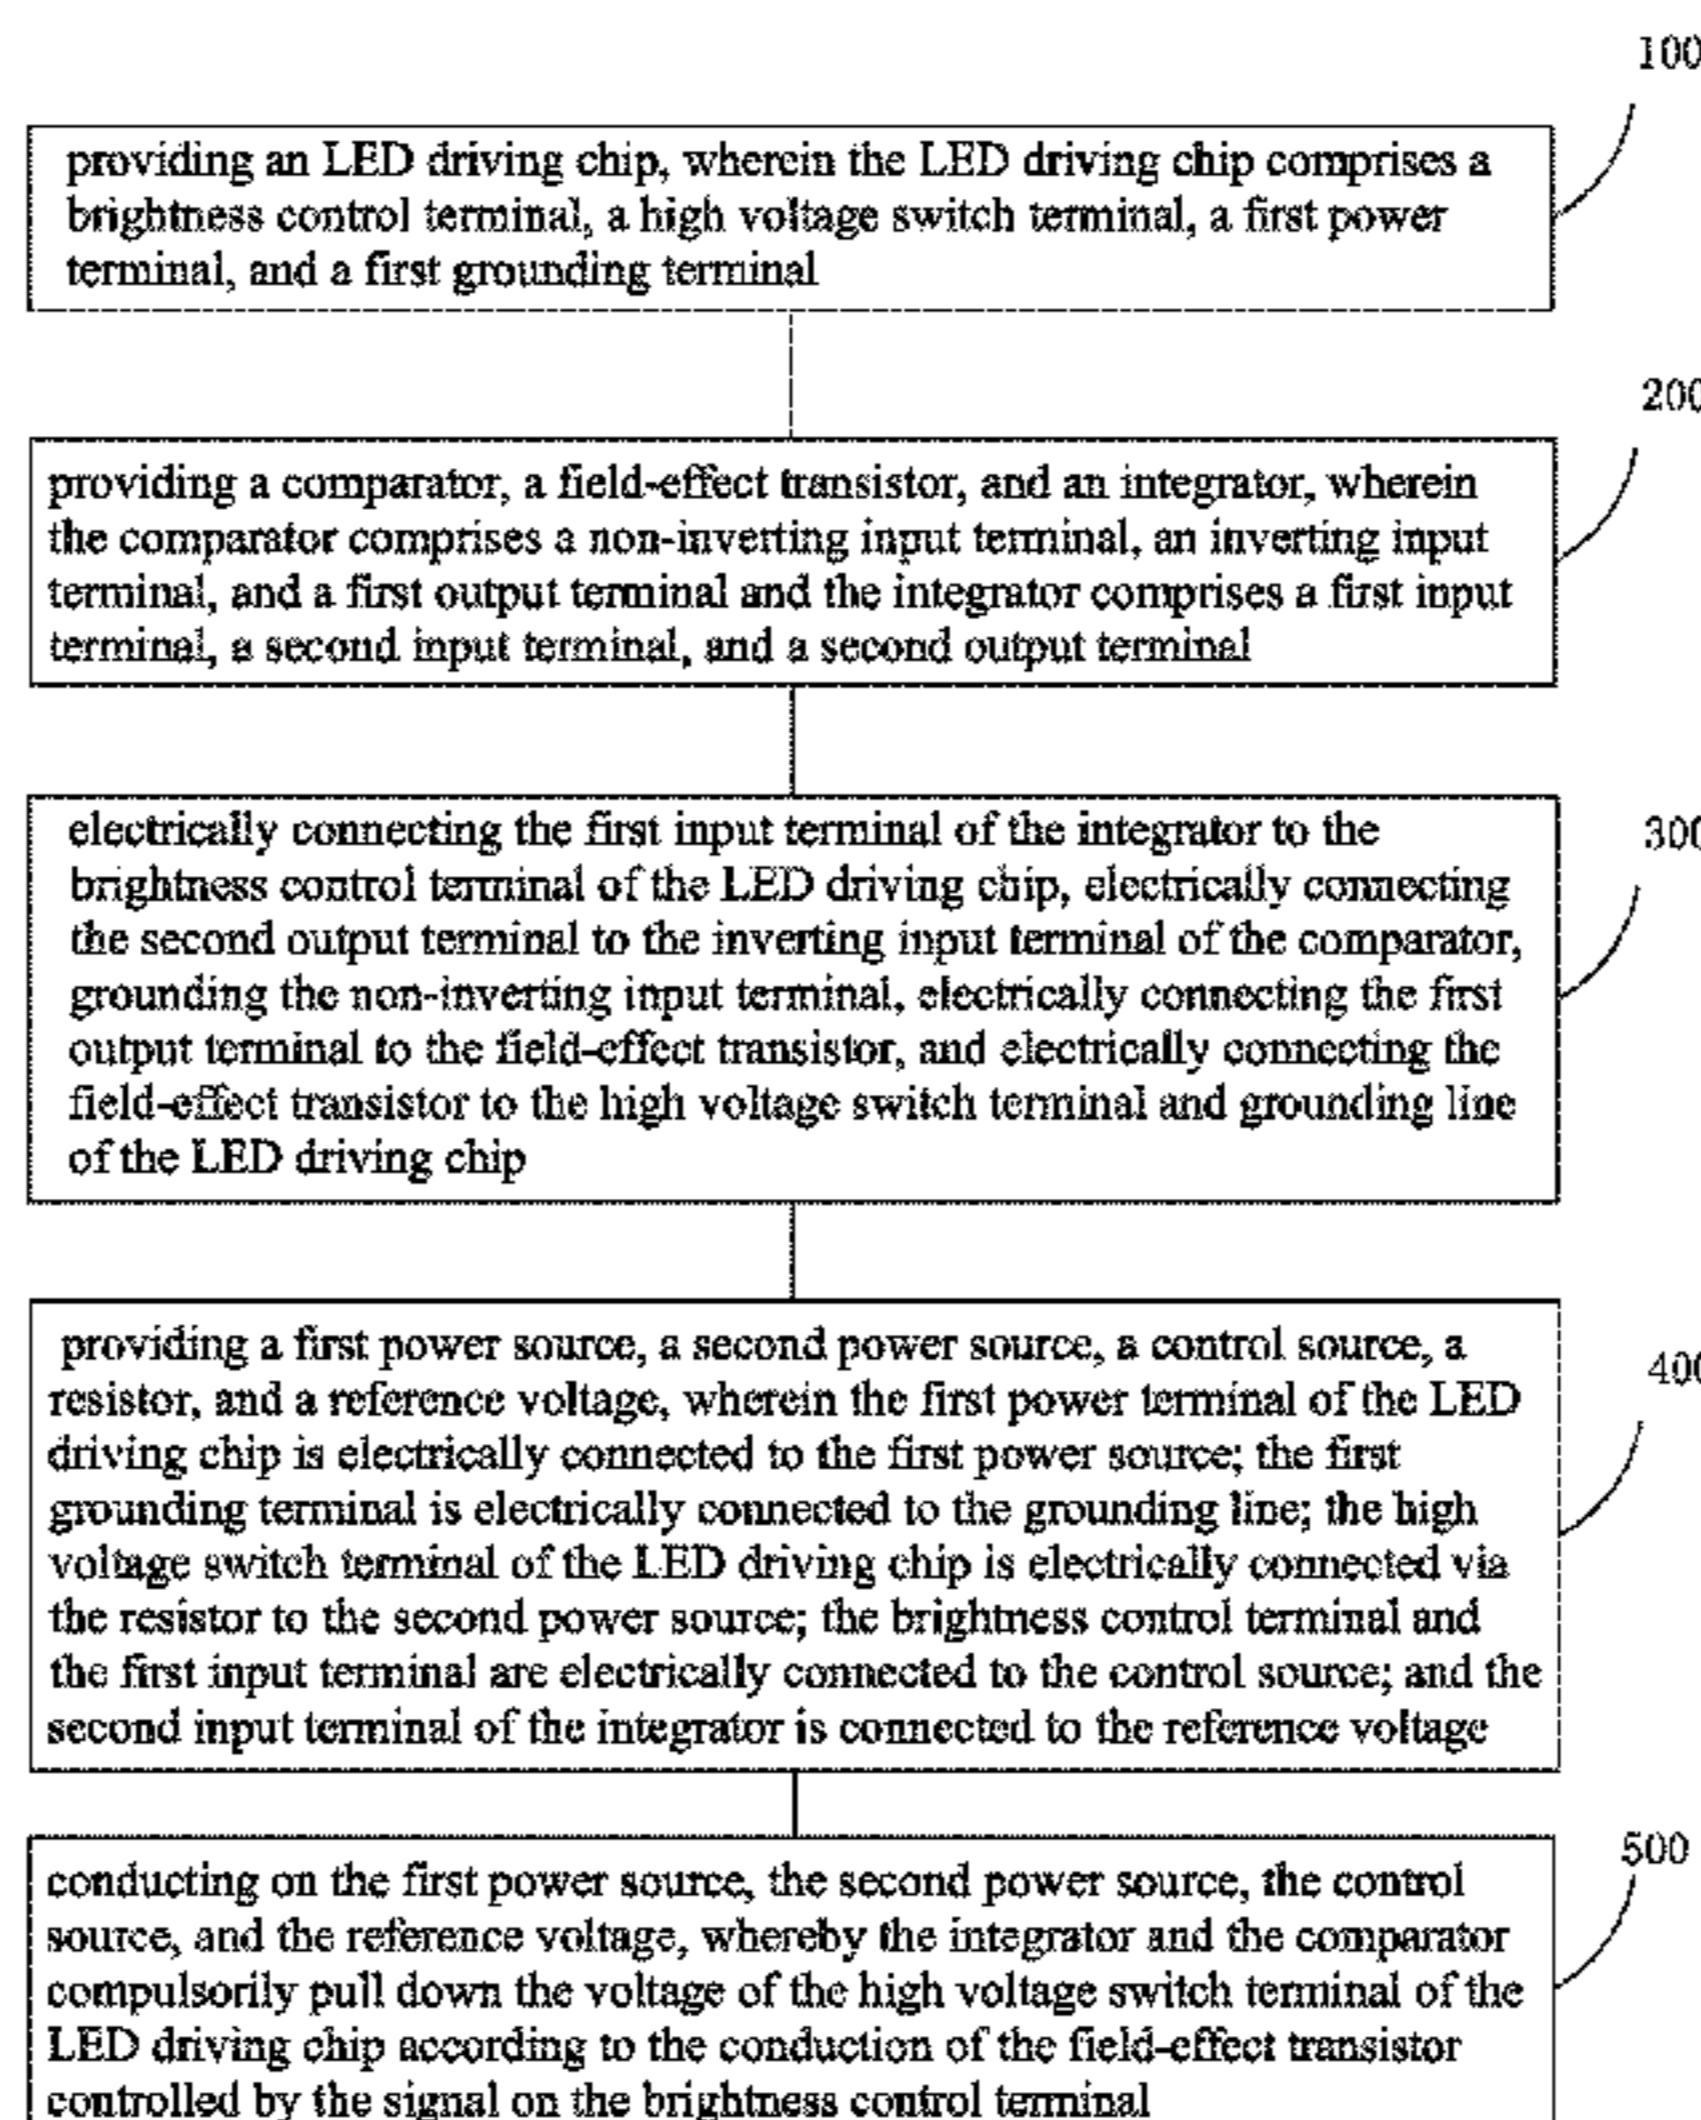 100
providing an LED driving chip, wherein the LED driving chip comprises a
brightness control terminal, a high voltage switch terminal, a first power
terminal, and a first grounding terminal
200
providing a comparator, a field-effect transistor, and an integrator, wherein
the comparator comprises a non-inverting input terminal, an inverting input
terminal, and a first output terminal and the integrator comprises a first input
terminal, a second input terminal, and a second output terminal
300
electrically connecting the first input terminal of the integrator to the
brightness control terminal of the LED driving chip, electrically connecting
the second output terminal to the inverting input terminal of the comparator,
grounding the non-inverting input terminal, electrically connecting the first
output terminal to the field-effect transistor, and electrically connecting the
field-effect transistor to the high voltage switch terminal and grounding line
of the LED driving chip
400
providing a first power source, a second power source, a control source, a
resistor, and a reference voltage, wherein the first power terminal of the LED
driving chip is electrically connected to the first power source; the first
grounding terminal is electrically connected to the grounding line; the high
voltage switch terminal of the LED driving chip is electrically connected via
the resistor to the second power source; the brightness control terminal and
the first input terminal are electrically connected to the control source; and the
second input terminal of the integrator is connected to the reference voltage
500
conducting on the first power source, the second power source, the control
source, and the reference voltage, whereby the integrator and the comparator
compulsorily pull down the voltage of the high voltage switch terminal of the
LED driving chip according to the conduction of the field-effect transistor
controlled by the signal on the brightness control terminal